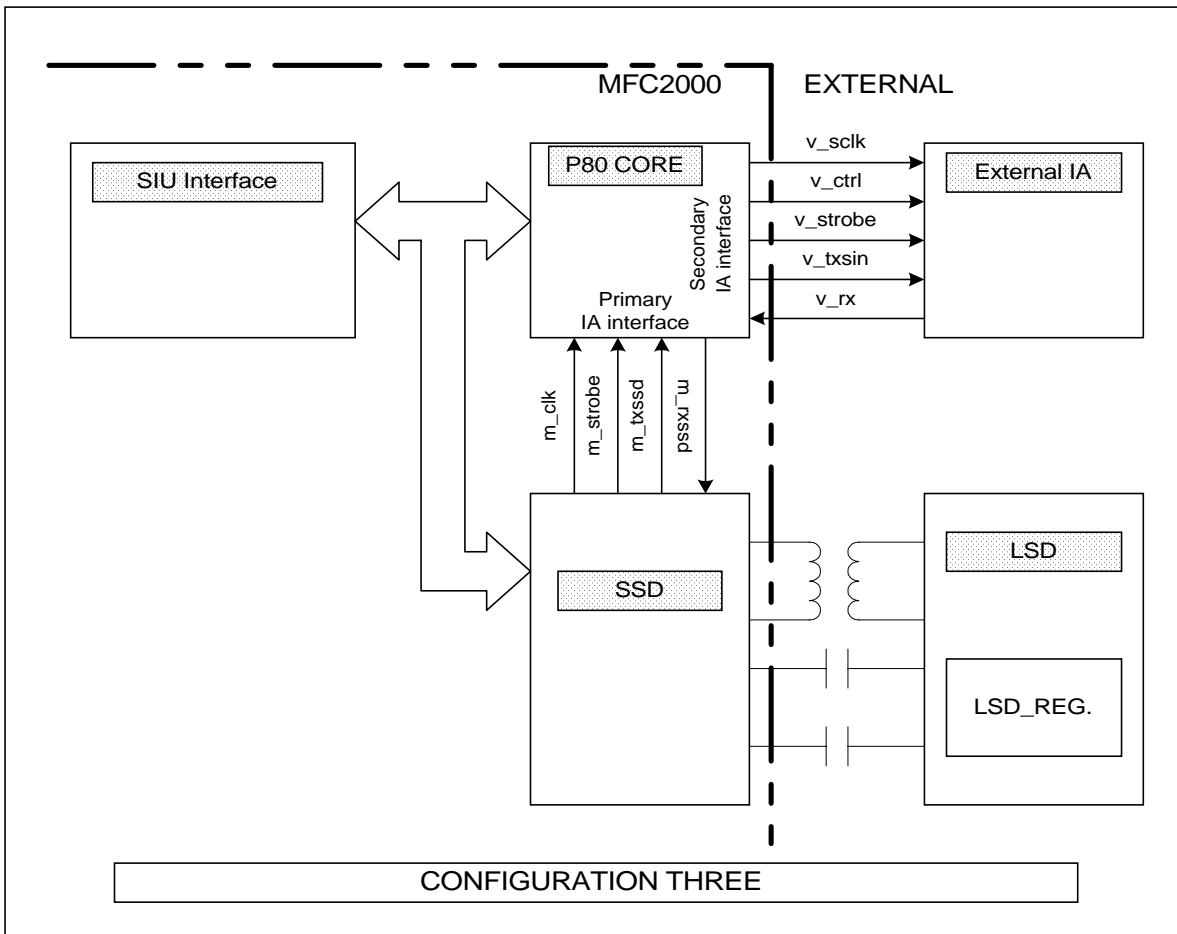 MFC2000 EXTERNAL
SIU Interface
P80 CORE
Secondary
IA interface
Primary
IA interface
v_sclk
v_ctrl
v_strobe
v_txsin
v_rx
External IA
m_clk
m_strobe
m_txssd
m_rxssd
SSD
LSD
LSD_REG.
CONFIGURATION THREE